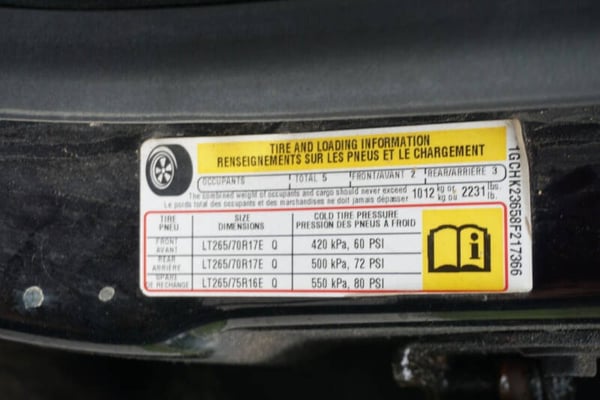 TIRE AND LOADING INFORMATION
RENSEIGNEMENTS SUR LES PNEUS ET LE CHARGEMENT
OCCUPANTS TOTAL 5 FRONT/AVANT 2 REAR/ARRIÈRE 3
The combined weight of occupants and cargo should never exceed 1012 kg or 2231 lbs.
Le poids total des occupants et des marchandises ne doit jamais dépasser kg ou lb.
TIRE SIZE COLD TIRE PRESSURE
PNEU DIMENSIONS PRESSION DES PNEUS A FROID
FRONT
AVANT LT265/70R17E Q 420 kPa, 60 PSI
REAR
ARRIÈRE LT265/70R17E Q 500 kPa, 72 PSI
SPARE
DE RECHANGE LT265/75R16E Q 550 kPa, 80 PSI
i
1GCHK23658F217366